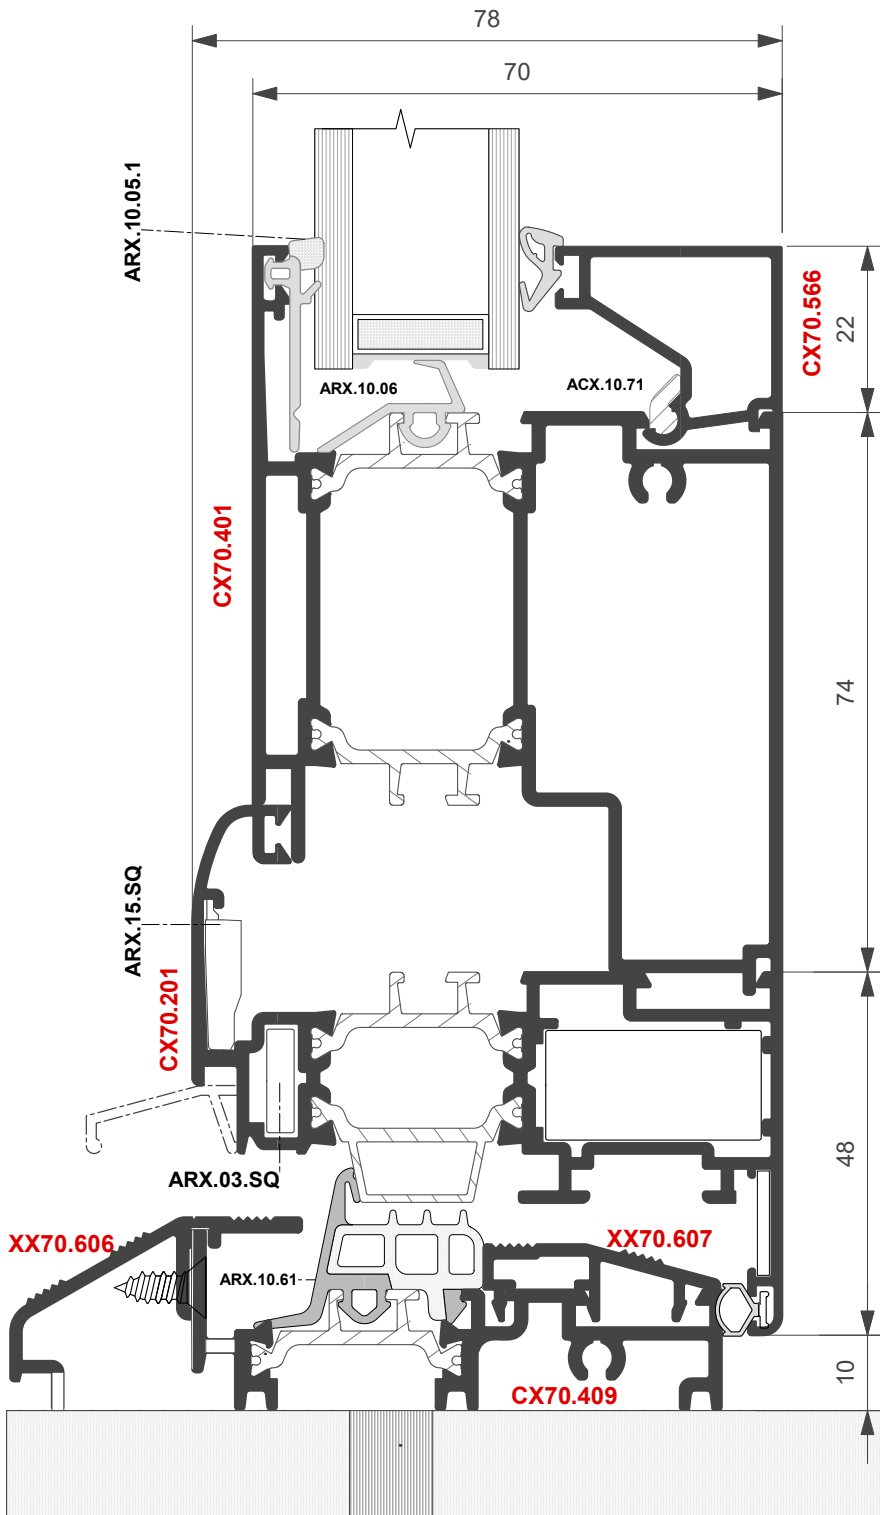 78
70
ARX.10.05.1
CX70.566
22
ARX.10.06
ACX.10.71
CX70.401
74
ARX.15.SQ
CX70.201
48
ARX.03.SQ
XX70.606
XX70.607
ARX.10.61
10
CX70.409